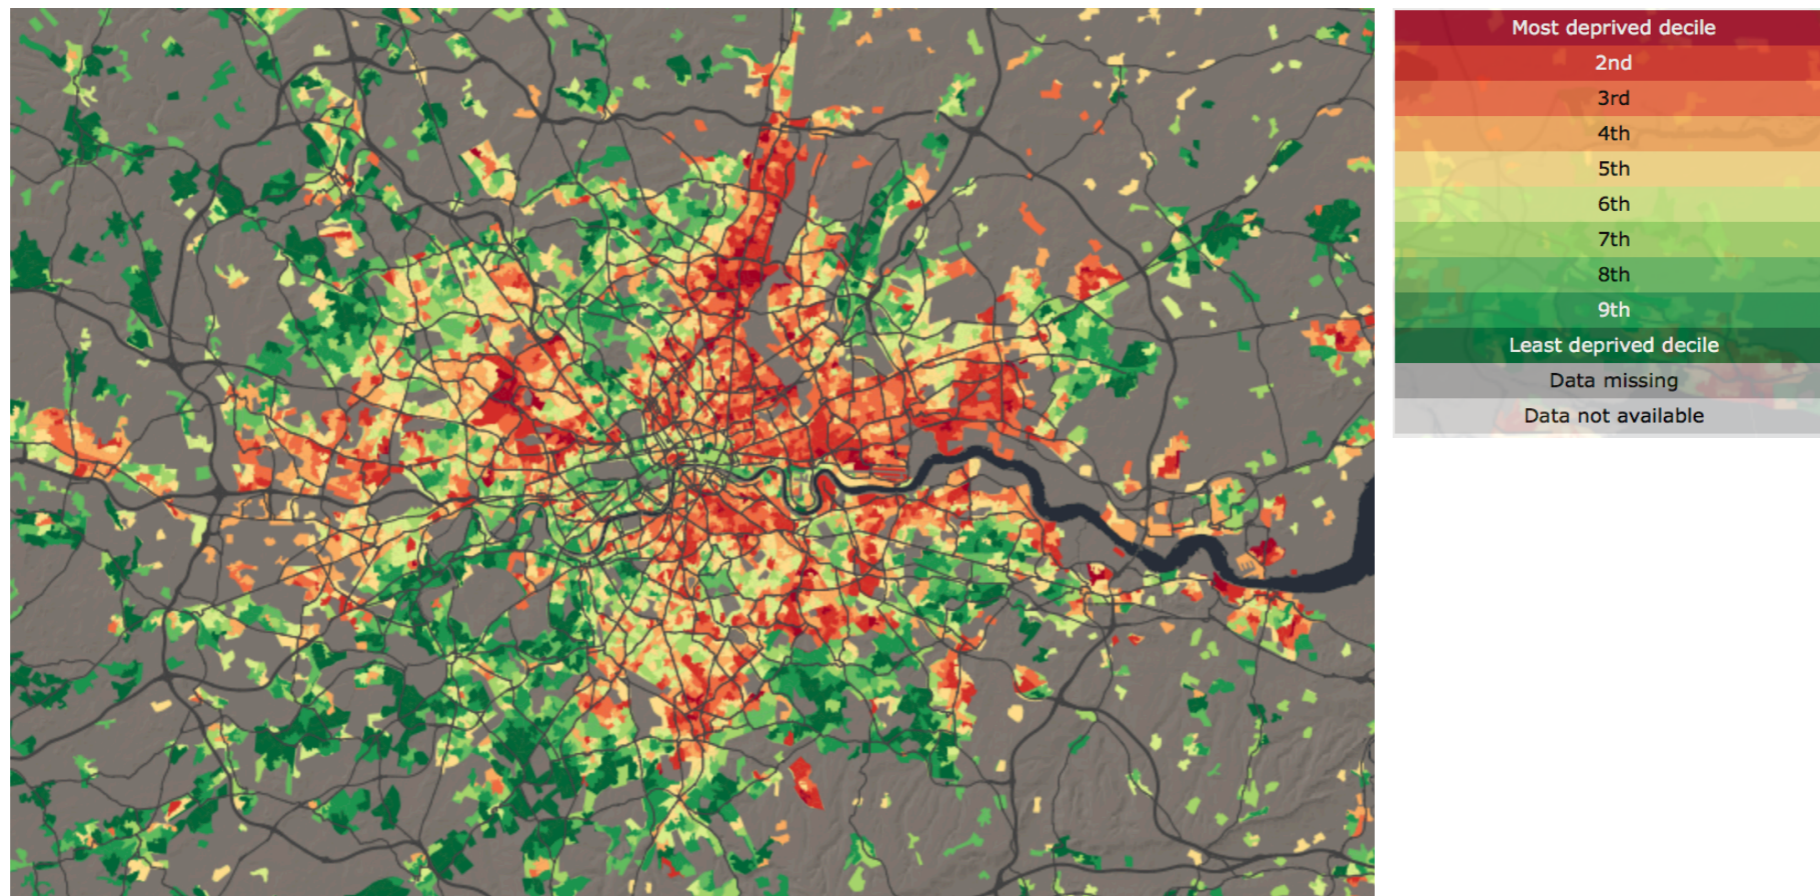 Most deprived decile
2nd
3rd
4th
5th
6th
7th
8th
9th
Least deprived decile
Data missing
Data not available